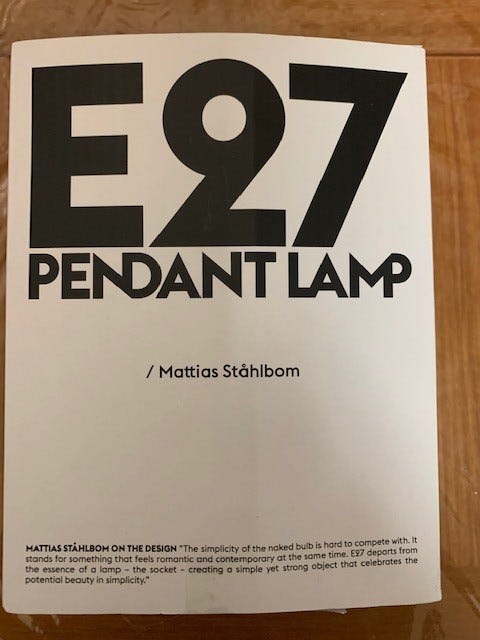 E27
PENDANT LAMP
/ Mattias Ståhlbom
MATTIAS STÅHLBOM ON THE DESIGN "The simplicity of the naked bulb is hard to compete with. It
stands for something that feels romantic and contemporary at the same time. E27 departs from
the essence of a lamp – the socket – creating a simple yet strong object that celebrates the
potential beauty in simplicity."